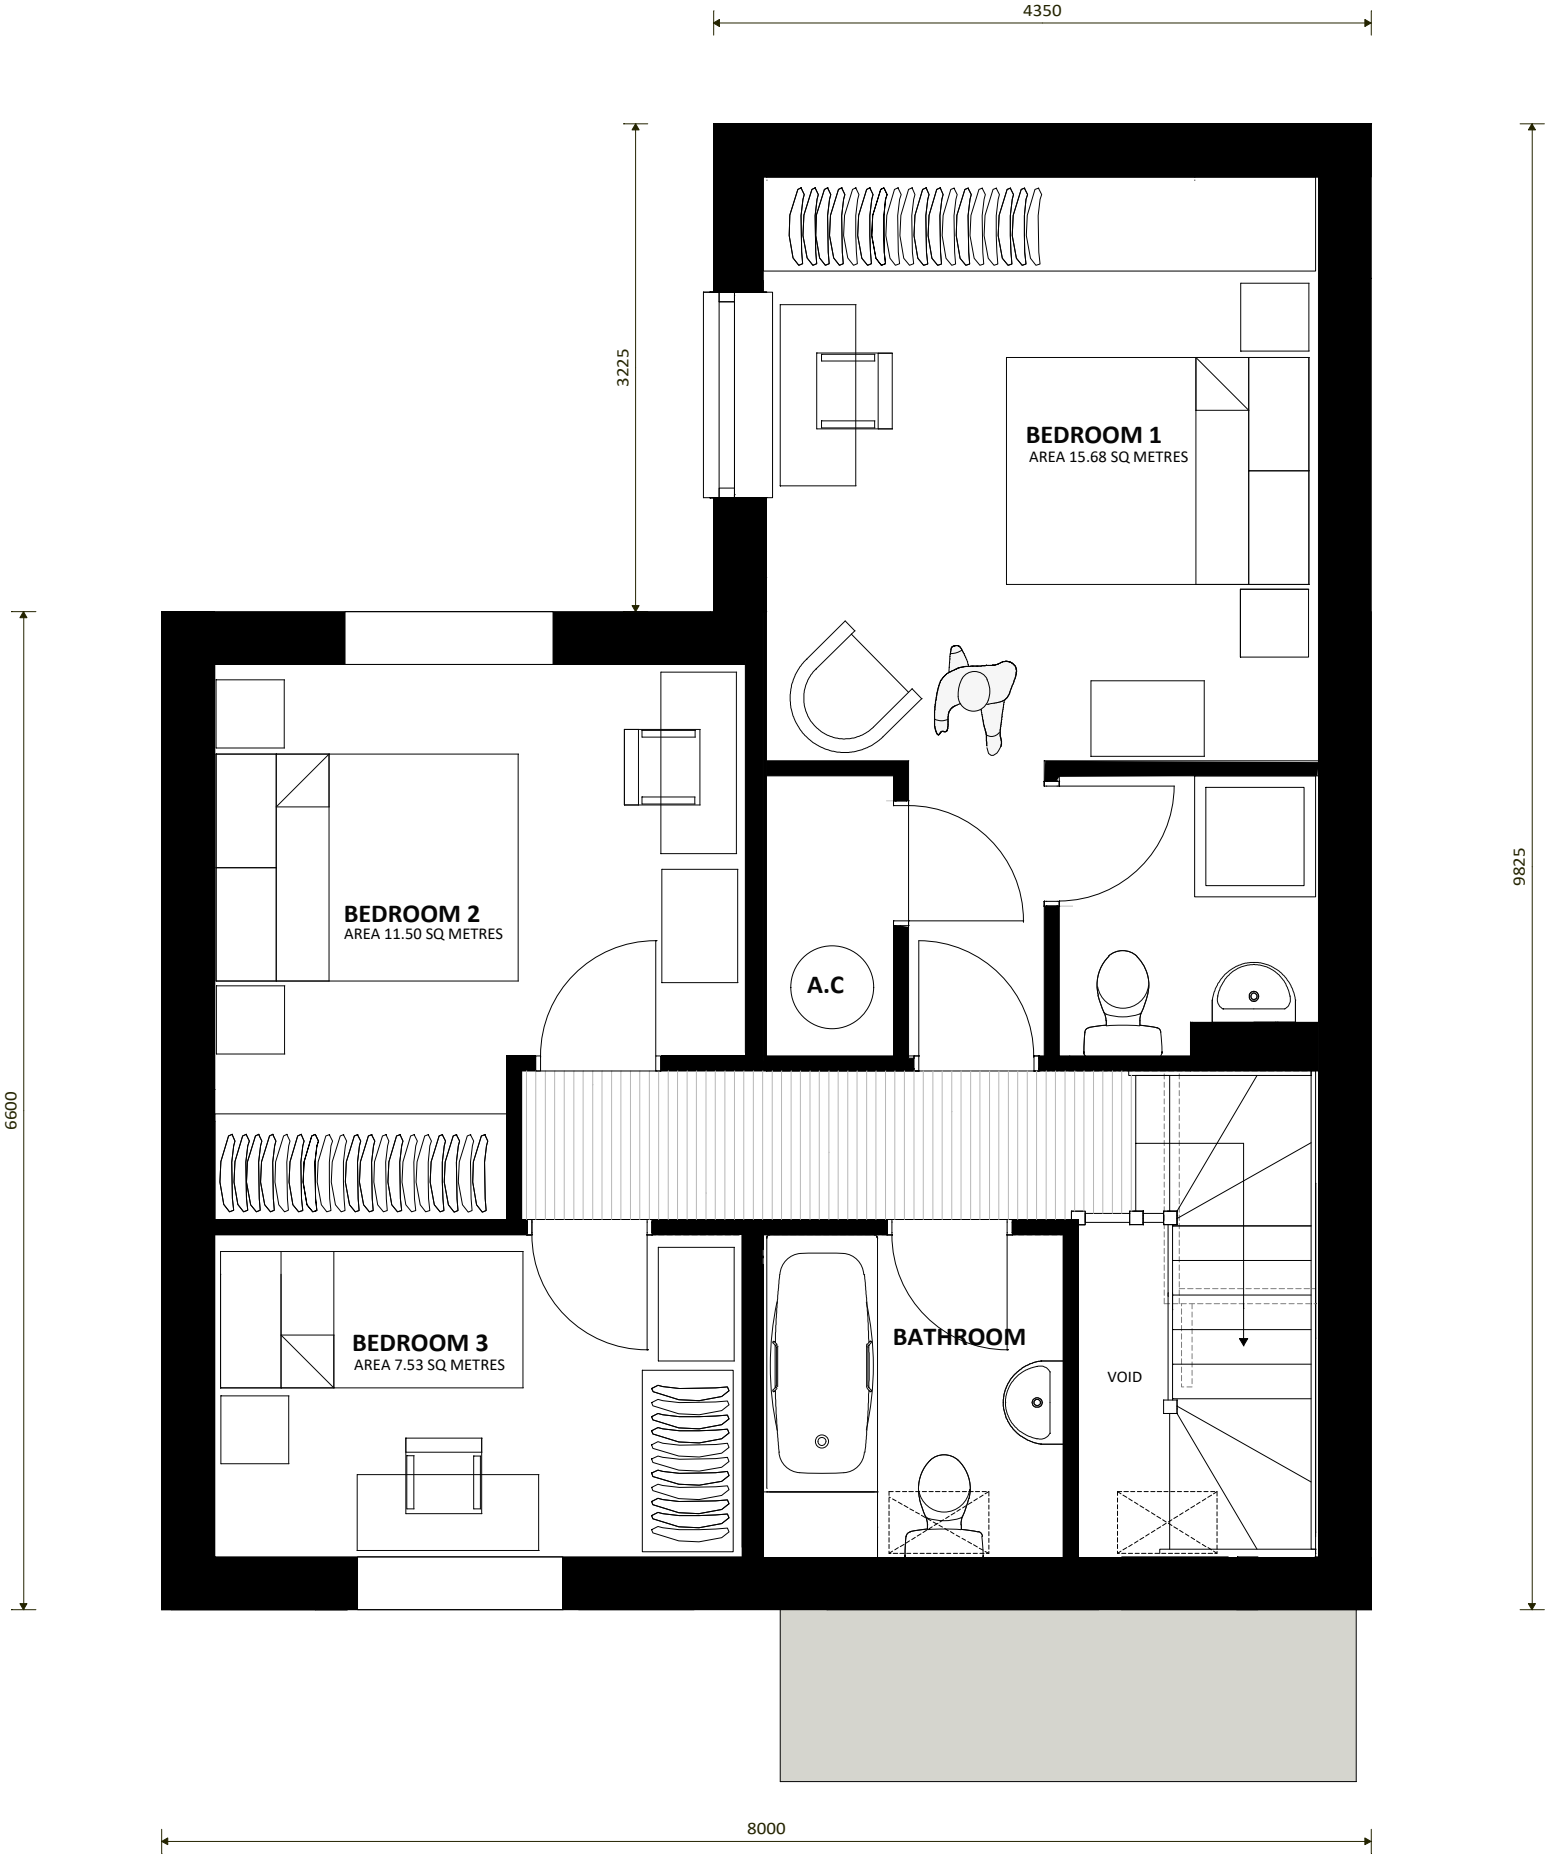 4350
3225
BEDROOM 1
AREA 15.68 SQ METRES
9825
BEDROOM 2
AREA 11.50 SQ METRES
A.C
6600
BEDROOM 3
AREA 7.53 SQ METRES
BATHROOM
VOID
8000